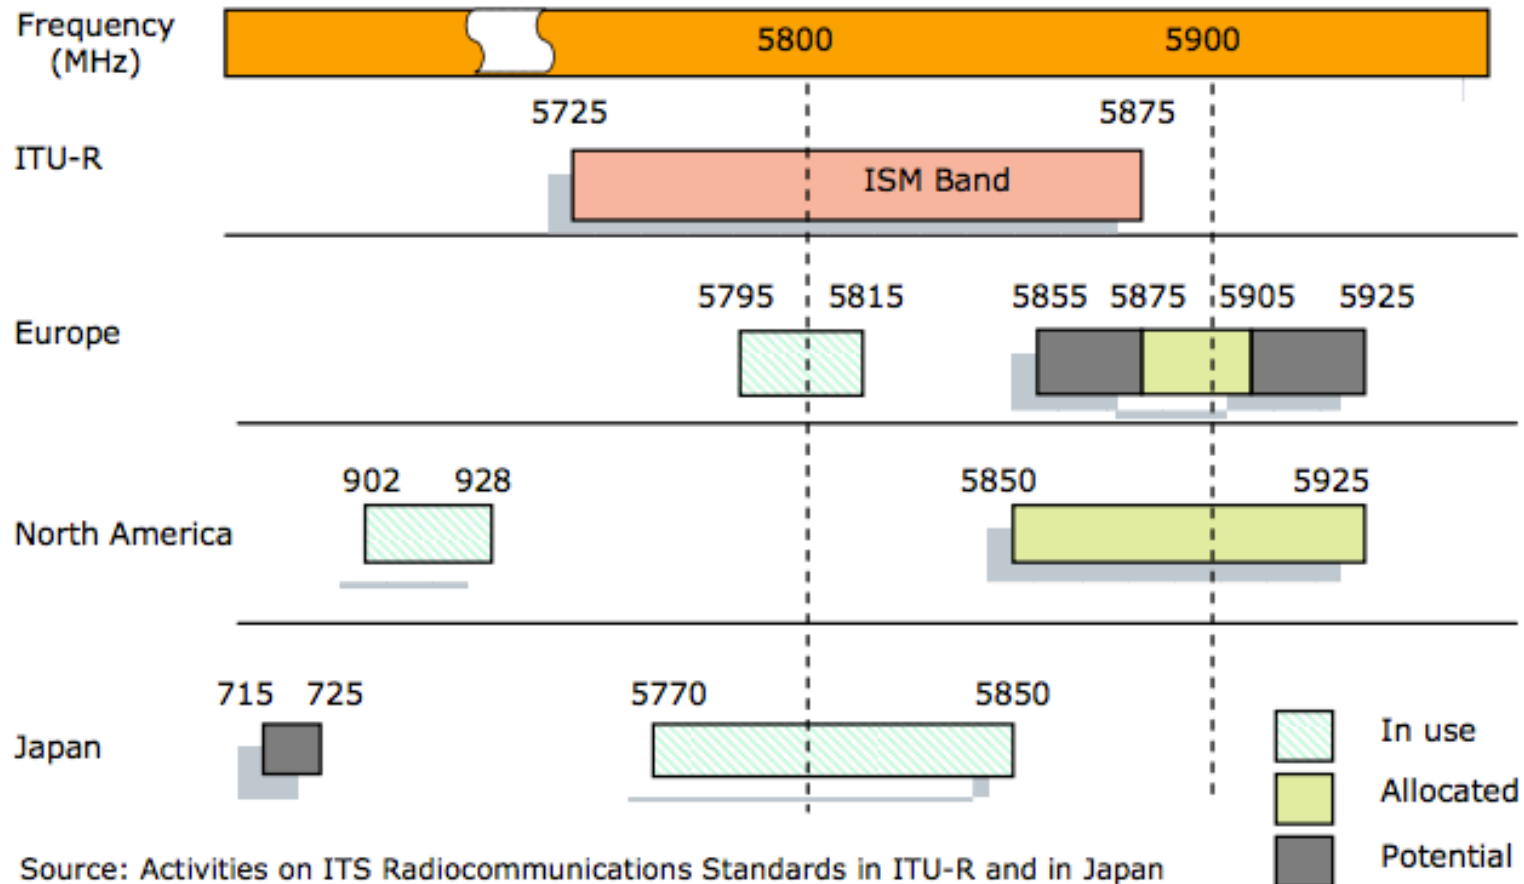 Frequency
(MHz)
5800 5900
5725 5875
ITU-R
ISM Band
5795 5815 5855 5875 5905 5925
Europe
902 928 5850 5925
North America
715 725 5770 5850
Japan
In use
Allocated
Potential
Source: Activities on ITS Radiocommunications Standards in ITU-R and in Japan